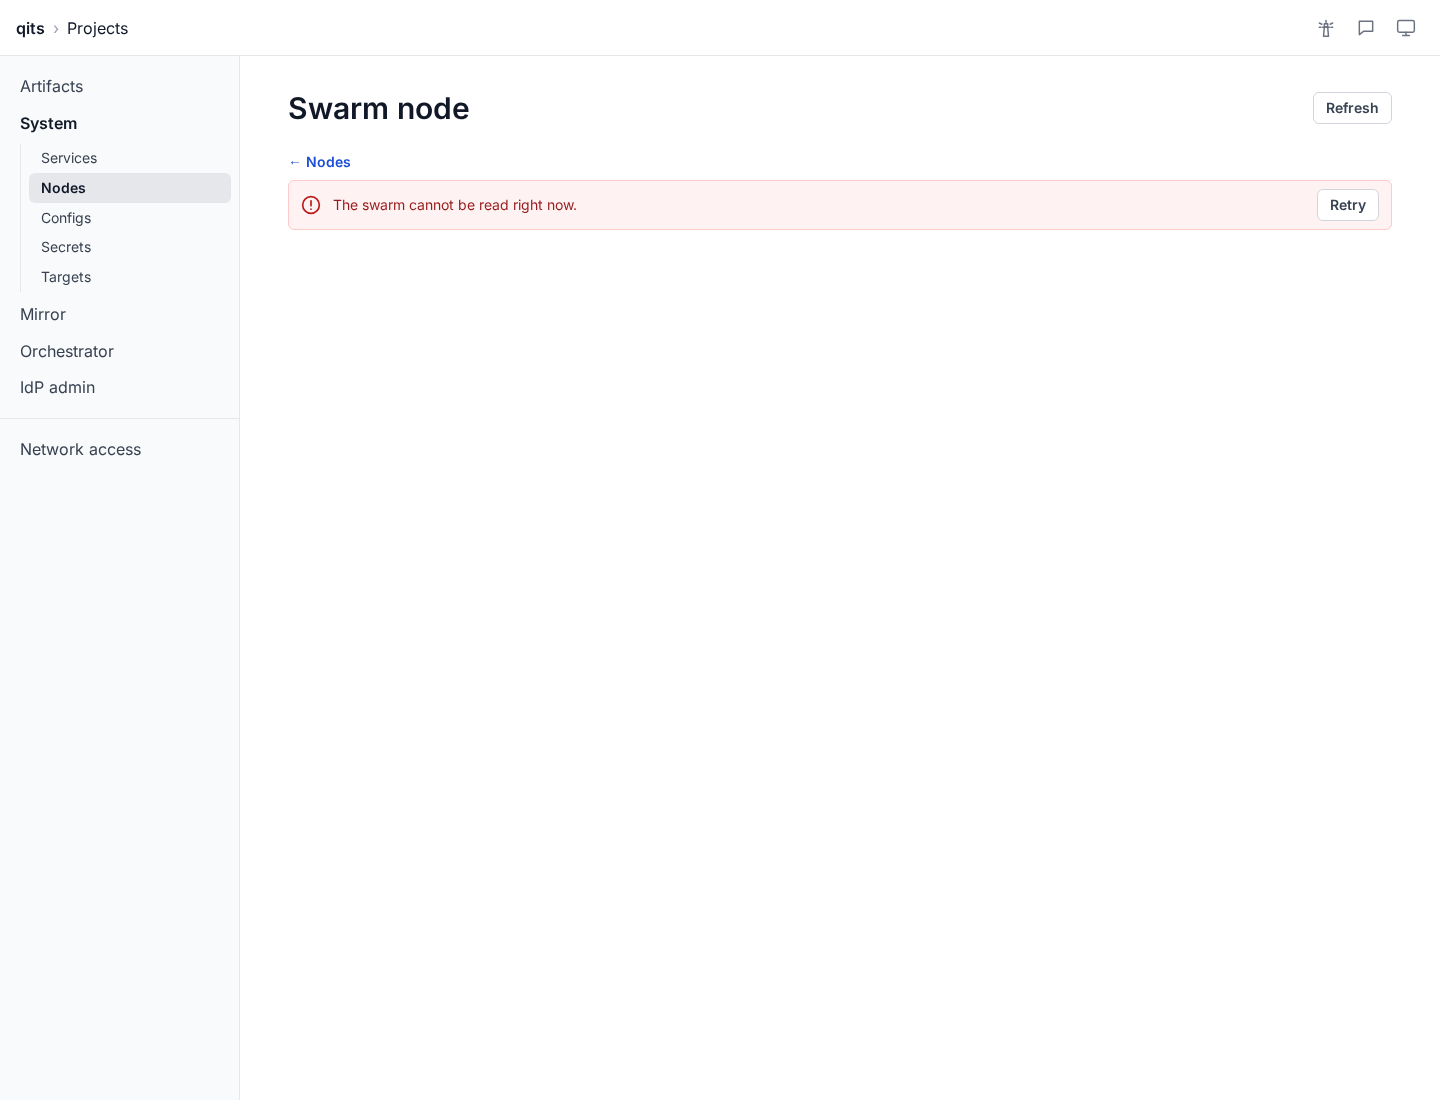 qits › Projects
Artifacts
System
Services
Nodes
Configs
Secrets
Targets
Mirror
Orchestrator
IdP admin
Network access
Swarm node
Refresh
← Nodes
The swarm cannot be read right now.
Retry